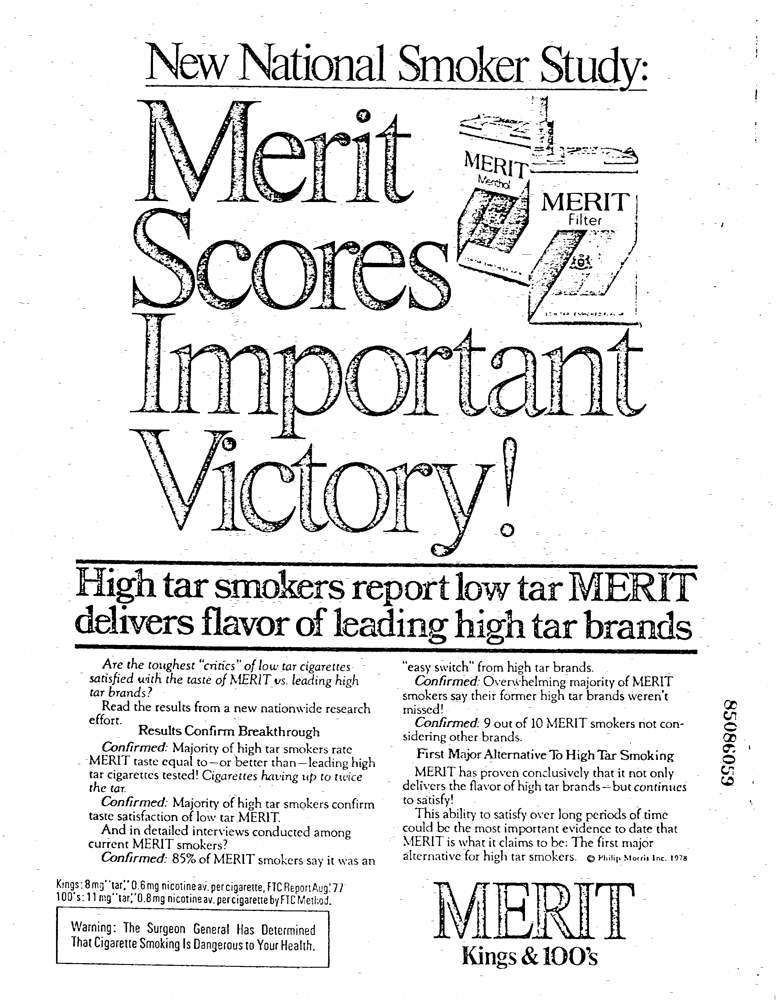 New National Smoker Study:
Merit
Scores
Important
Victory!
MERIT
Menthol
MERIT
Filter
High tar smokers report low tar MERIT
delivers flavor of leading high tar brands
Are the toughest "critics" of low tar cigarettes
satisfied with the taste of MERIT vs. leading high
tar brands?
Read the results from a new nationwide research
effort.
Results Confirm Breakthrough
Confirmed: Majority of high tar smokers rate
MERIT taste equal to—or better than—leading high
tar cigarettes tested! Cigarettes having up to twice
the tar.
Confirmed: Majority of high tar smokers confirm
taste satisfaction of low tar MERIT.
And in detailed interviews conducted among
current MERIT smokers?
Confirmed: 85% of MERIT smokers say it was an
"easy switch" from high tar brands.
Confirmed: Overwhelming majority of MERIT
smokers say their former high tar brands weren't
missed!
Confirmed: 9 out of 10 MERIT smokers not con-
sidering other brands.
First Major Alternative To High Tar Smoking
MERIT has proven conclusively that it not only
delivers the flavor of high tar brands—but continues
to satisfy!
This ability to satisfy over long periods of time
could be the most important evidence to date that
MERIT is what it claims to be: The first major
alternative for high tar smokers. © Philip Morris Inc. 1978
85086059
Kings: 8 mg "tar," 0.6 mg nicotine av. per cigarette, FTC Report Aug. '77
100's: 11 mg "tar," 0.8 mg nicotine av. per cigarette by FTC Method.
Warning: The Surgeon General Has Determined
That Cigarette Smoking Is Dangerous to Your Health.
MERIT
Kings & 100's